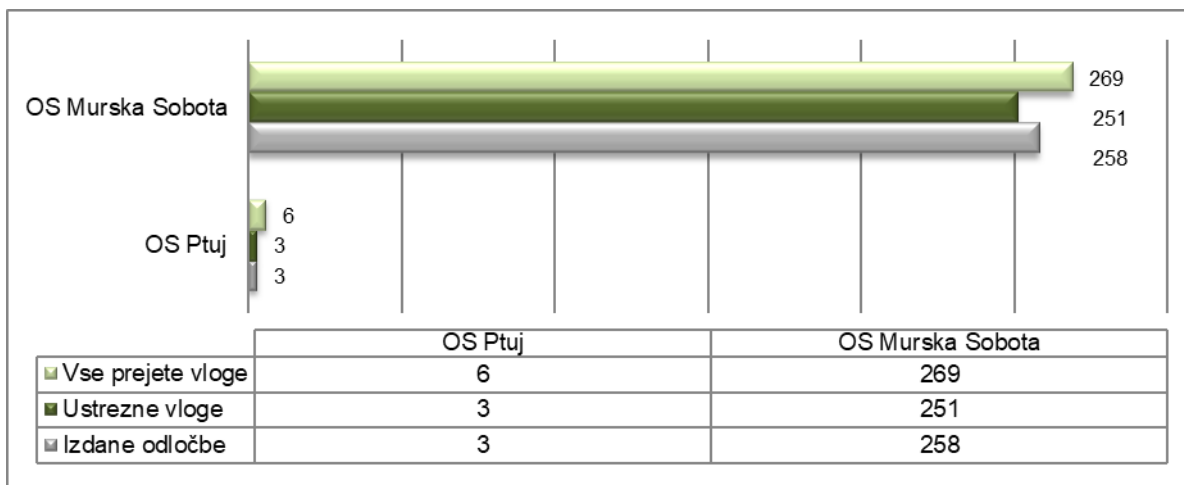 OS Murska Sobota
269
251
258
OS Ptuj
6
3
3
OS Ptuj OS Murska Sobota
Vse prejete vloge 6 269
Ustrezne vloge 3 251
Izdane odločbe 3 258